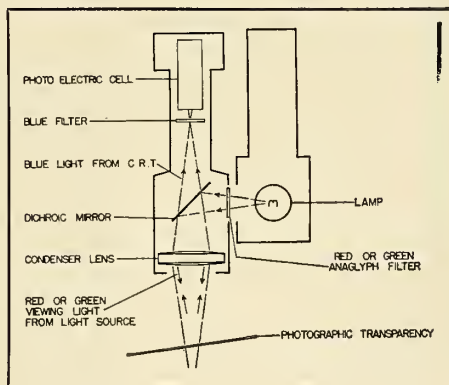 PHOTO ELECTRIC CELL
BLUE FILTER
BLUE LIGHT FROM C.R.T.
DICHROIC MIRROR
CONDENSER LENS
RED OR GREEN
VIEWING LIGHT
FROM LIGHT SOURCE
LAMP
RED OR GREEN
ANAGLYPH FILTER
PHOTOGRAPHIC TRANSPARENCY